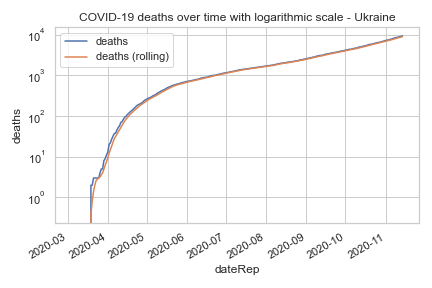 COVID-19 deaths over time with logarithmic scale - Ukraine
deaths
deaths (rolling)
10⁴
10³
10²
10¹
10⁰
deaths
2020-03
2020-04
2020-05
2020-06
2020-07
2020-08
2020-09
2020-10
2020-11
dateRep